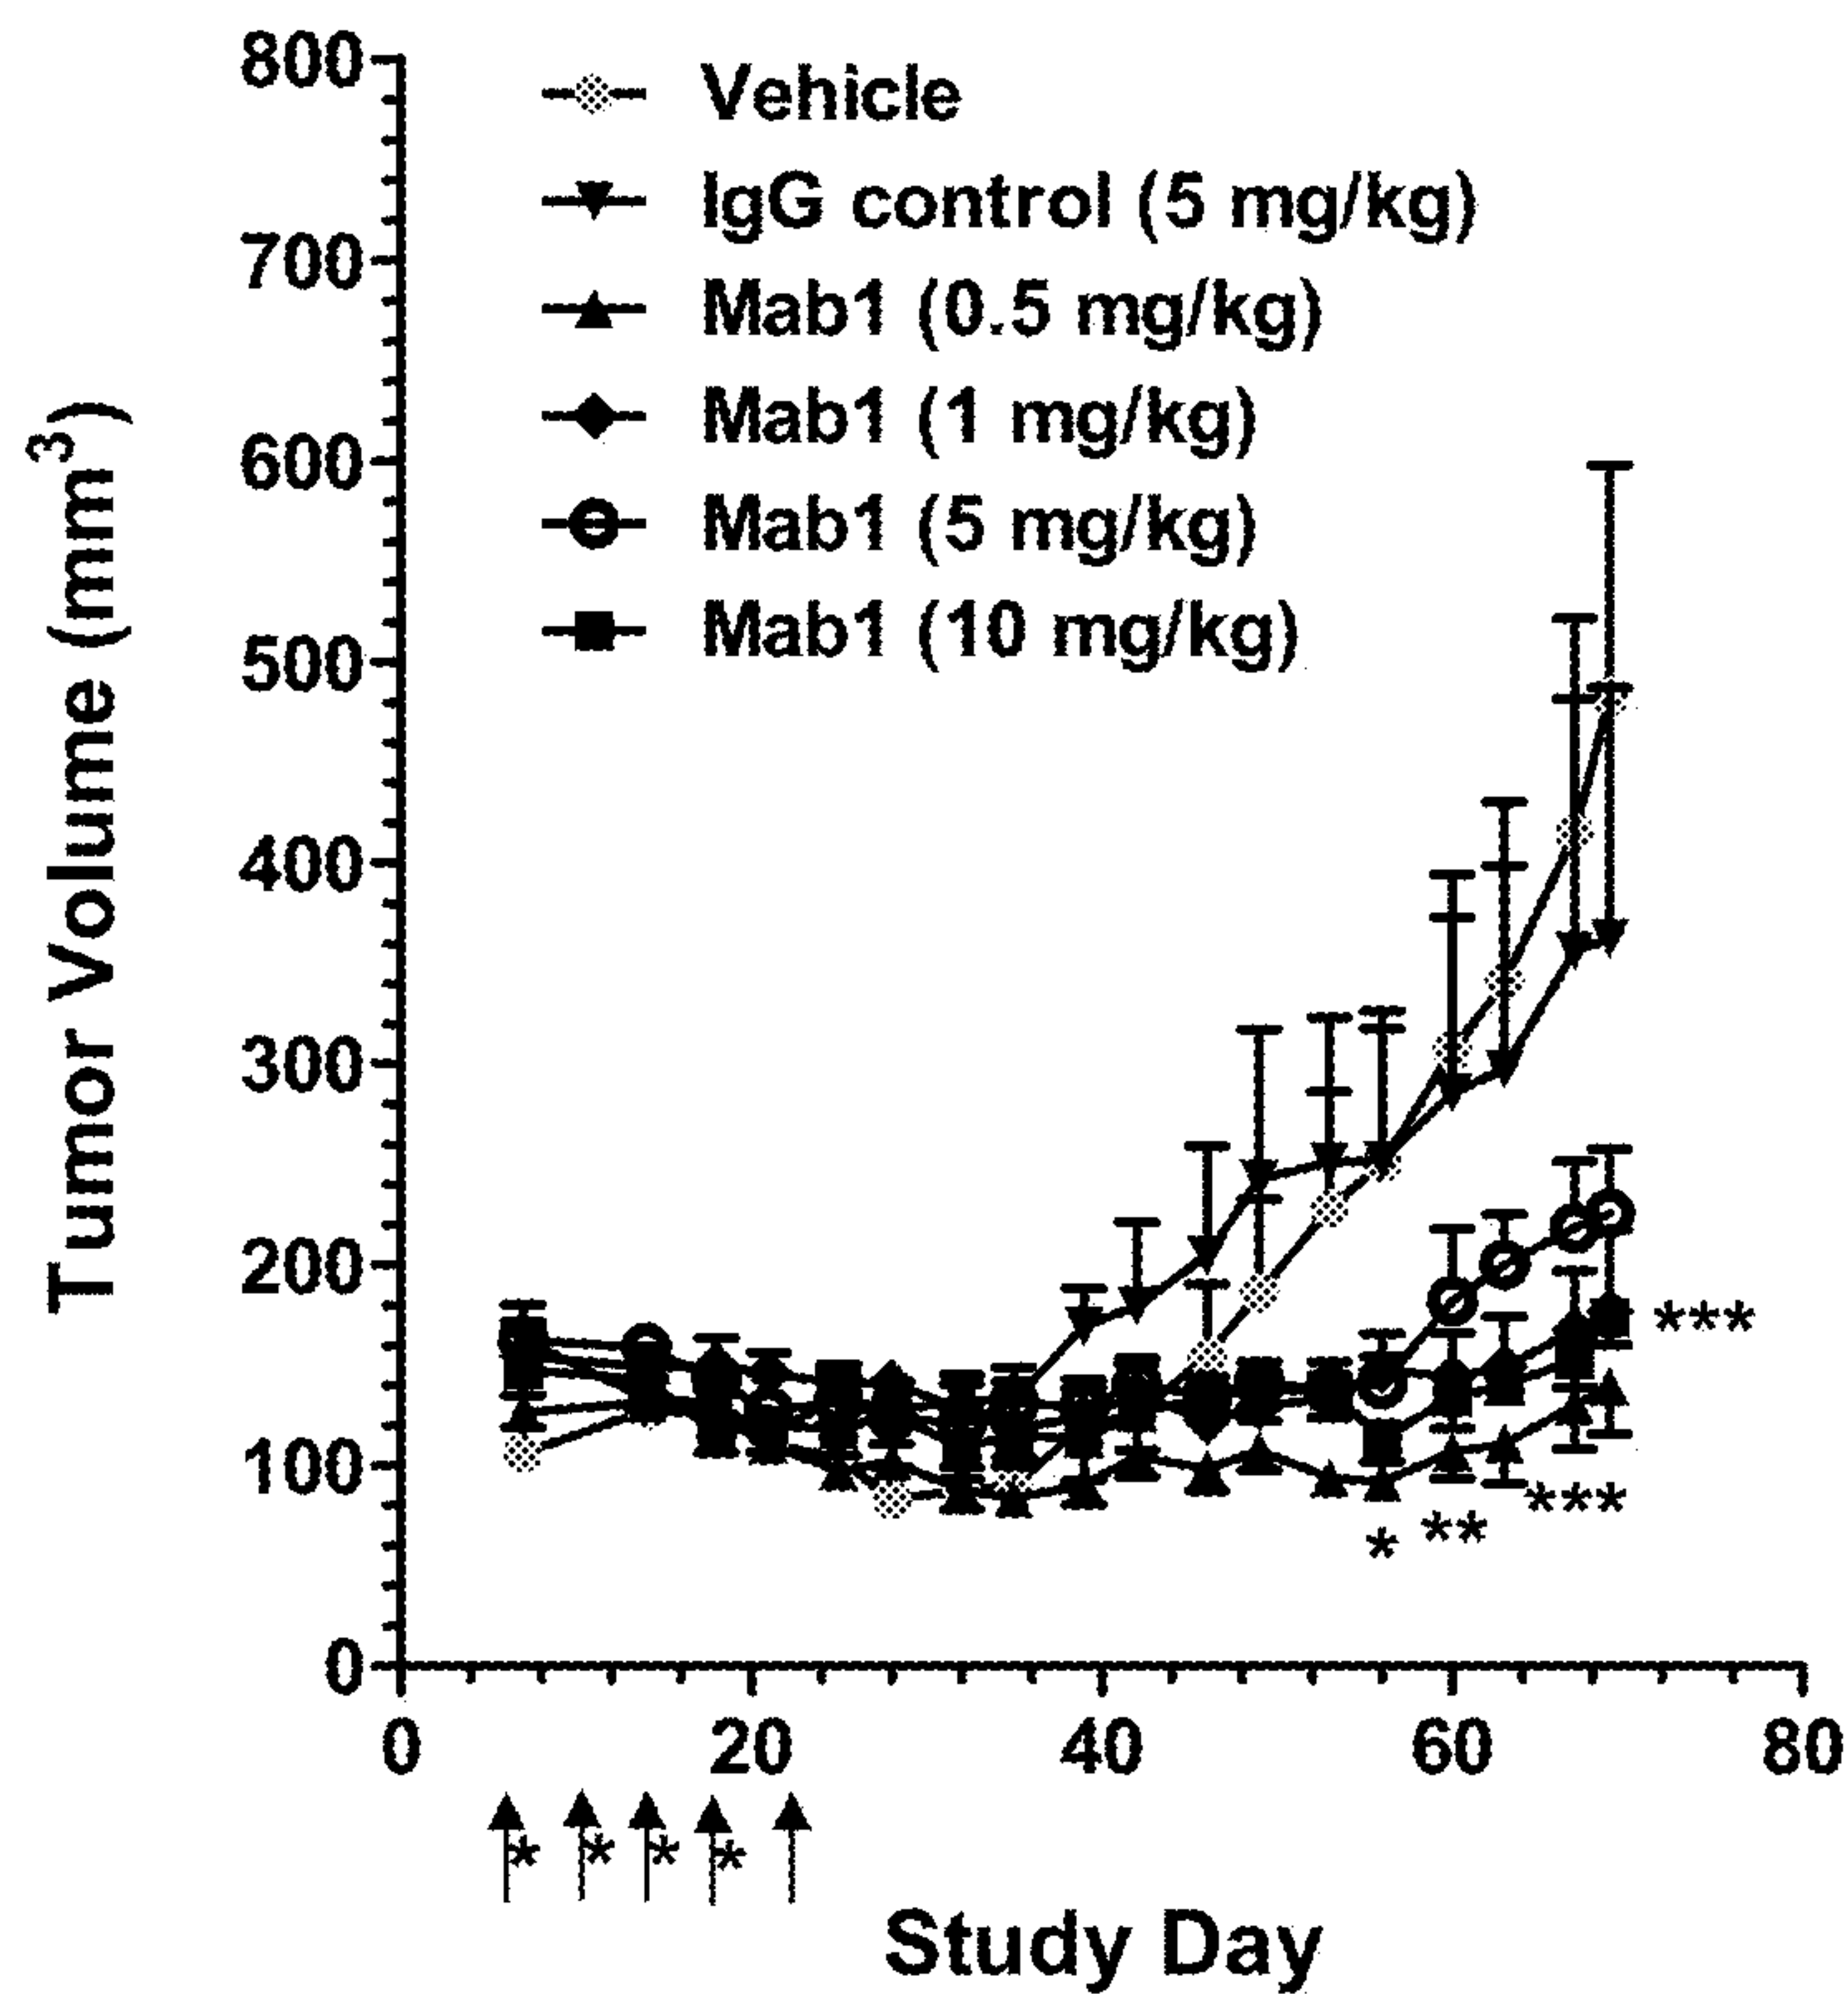 800
700
600
500
400
300
200
100
0
Tumor Volume (mm³)
Vehicle
IgG control (5 mg/kg)
Mab1 (0.5 mg/kg)
Mab1 (1 mg/kg)
Mab1 (5 mg/kg)
Mab1 (10 mg/kg)
***
***
**
*
0 20 40 60 80
* * * *
Study Day